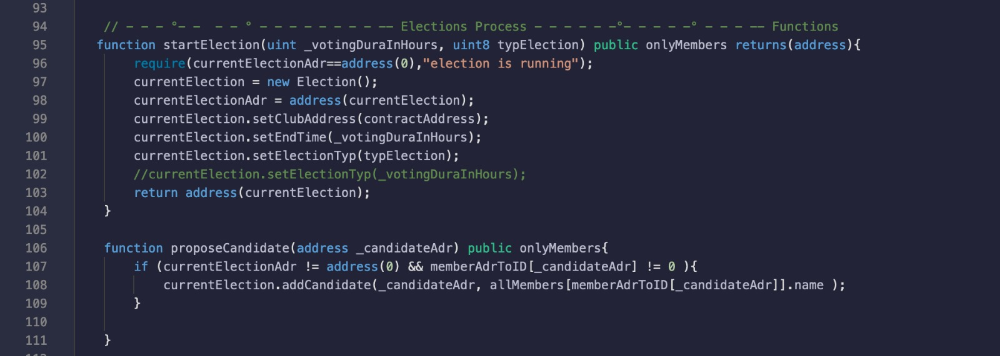 93
94 // - - - °- -  - - ° - - - - - - - - -- Elections Process - - - - - -°- - - - -° - - - -- Functions
95 function startElection(uint _votingDuraInHours, uint8 typElection) public onlyMembers returns(address){
96 require(currentElectionAdr==address(0),"election is running");
97 currentElection = new Election();
98 currentElectionAdr = address(currentElection);
99 currentElection.setClubAddress(contractAddress);
100 currentElection.setEndTime(_votingDuraInHours);
101 currentElection.setElectionTyp(typElection);
102 //currentElection.setElectionTyp(_votingDuraInHours);
103 return address(currentElection);
104 }
105
106 function proposeCandidate(address _candidateAdr) public onlyMembers{
107 if (currentElectionAdr != address(0) && memberAdrToID[_candidateAdr] != 0 ){
108 currentElection.addCandidate(_candidateAdr, allMembers[memberAdrToID[_candidateAdr]].name );
109 }
110
111 }